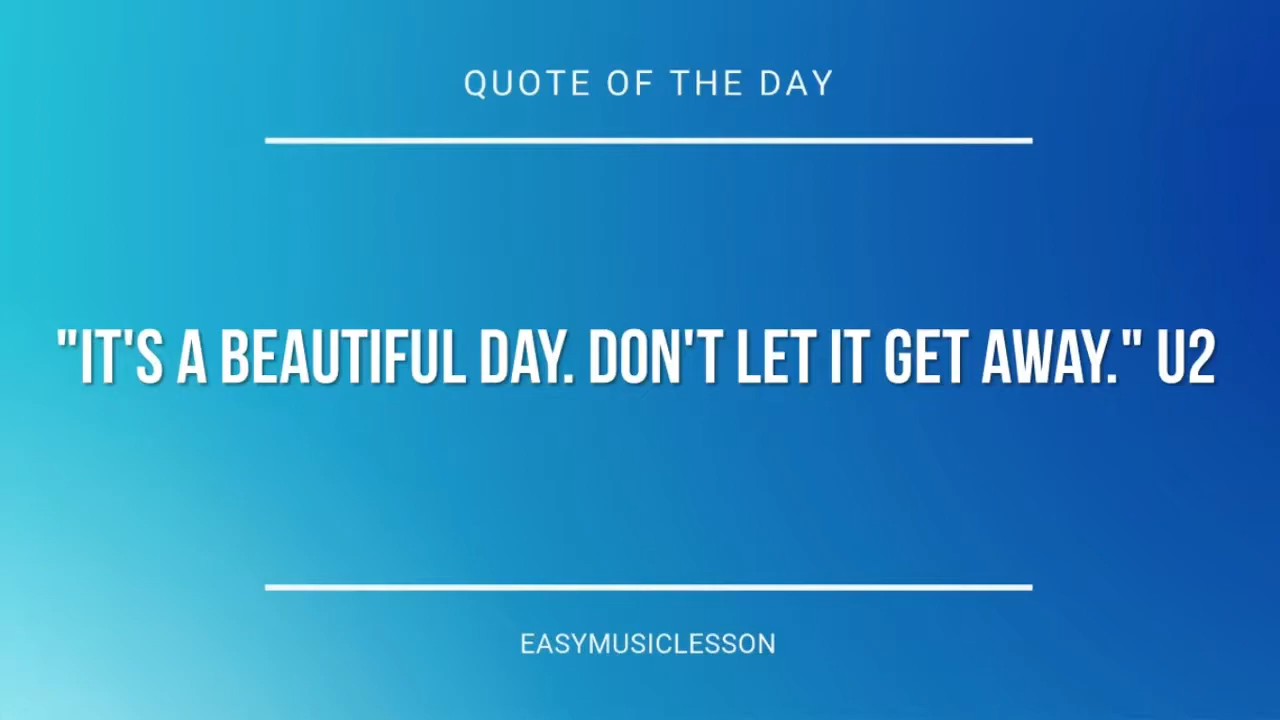 QUOTE OF THE DAY
"IT'S A BEAUTIFUL DAY. DON'T LET IT GET AWAY." U2
EASYMUSICLESSON